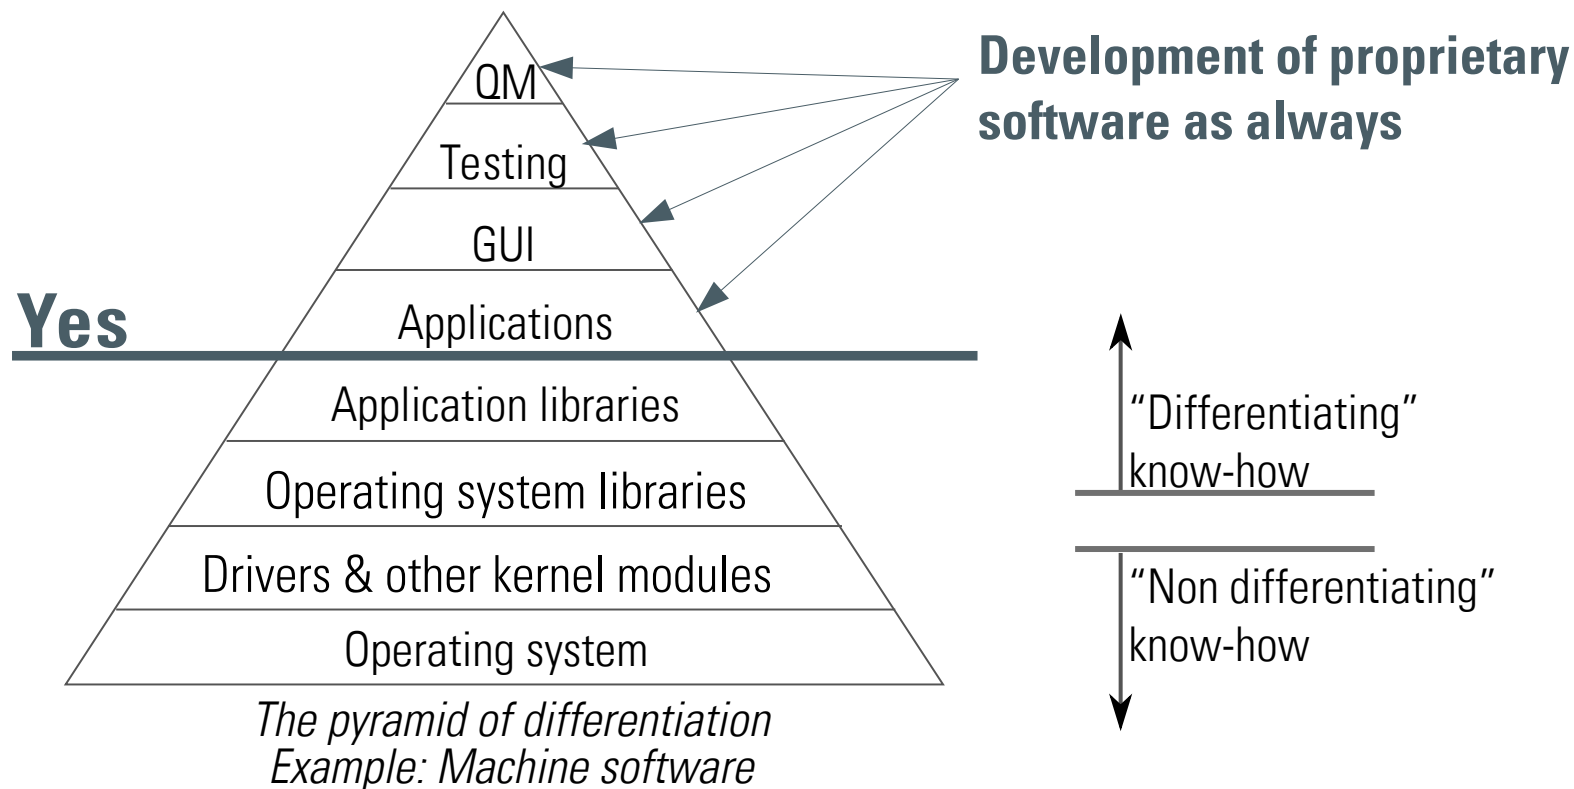 QM
Testing
GUI
Applications
Application libraries
Operating system libraries
Drivers & other kernel modules
Operating system
The pyramid of differentiation
Example: Machine software
Yes
Development of proprietary
software as always
“Differentiating”
know-how
“Non differentiating”
know-how